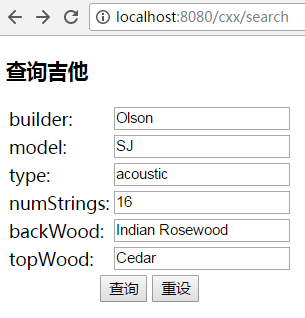 localhost:8080/cxx/search
查询吉他
builder: Olson
model: SJ
type: acoustic
numStrings: 16
backWood: Indian Rosewood
topWood: Cedar
查询 重设